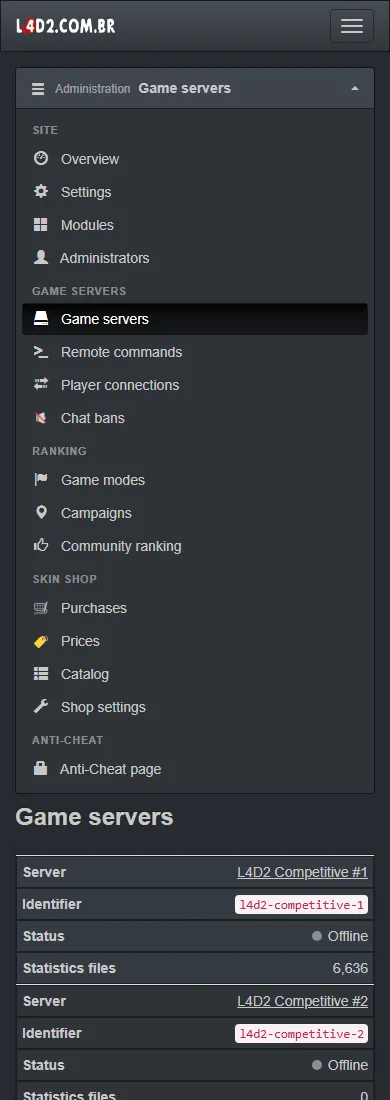 L4D2.COM.BR
Administration Game servers
SITE
Overview
Settings
Modules
Administrators
GAME SERVERS
Game servers
Remote commands
Player connections
Chat bans
RANKING
Game modes
Campaigns
Community ranking
SKIN SHOP
Purchases
Prices
Catalog
Shop settings
ANTI-CHEAT
Anti-Cheat page
Game servers
Server L4D2 Competitive #1
Identifier l4d2-competitive-1
Status Offline
Statistics files 6,636
Server L4D2 Competitive #2
Identifier l4d2-competitive-2
Status Offline
Statistics files 0